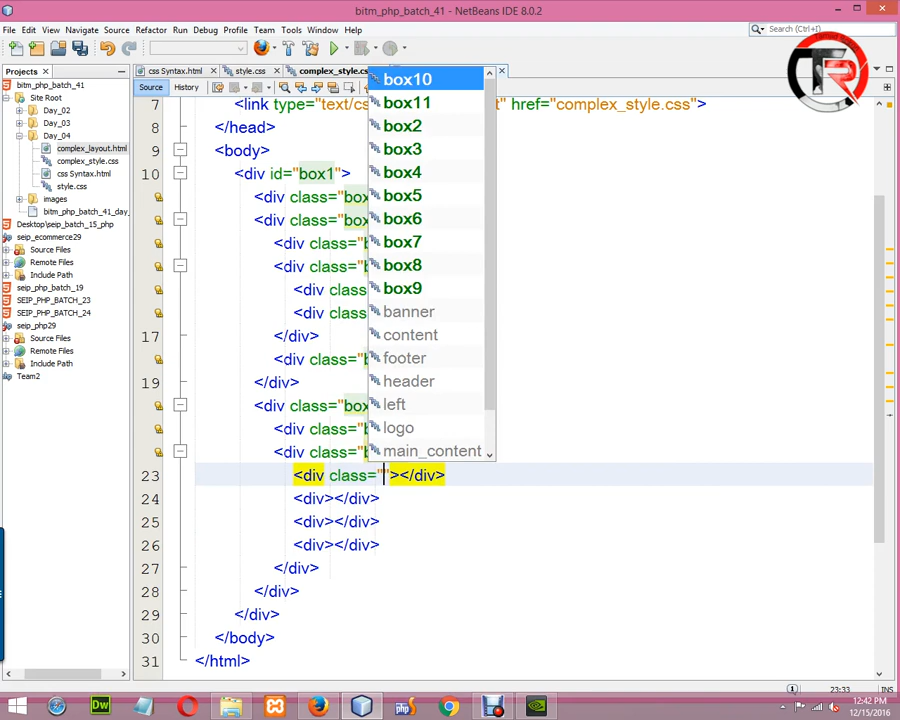 bitm_php_batch_41 - NetBeans IDE 8.0.2
File Edit View Navigate Source Refactor Run Debug Profile Team Tools Window Help
Search (Ctrl+I)
Projects
css Syntax.html
style.css
complex_style.cs
Source History
bitm_php_batch_41
Site Root
Day_02
Day_03
Day_04
complex_layout.html
complex_style.css
css Syntax.html
style.css
images
bitm_php_batch_41_day_
Desktop\seip_batch_15_php
seip_ecommerce29
Source Files
Remote Files
Include Path
seip_php_batch_19
SEIP_PHP_BATCH_23
SEIP_PHP_BATCH_24
seip_php29
Source Files
Remote Files
Include Path
Team2
7 <link type="text/cs href="complex_style.css">
8 </head>
9 <body>
10 <div id="box1">
<div class="box
<div class="box
<div class="b
<div class="b
<div class
<div class
17 </div>
<div class="b
19 </div>
<div class="box
<div class="b
<div class="b
23 <div class=""></div>
24 <div></div>
25 <div></div>
26 <div></div>
27 </div>
28 </div>
29 </div>
30 </body>
31 </html>
box10
box11
box2
box3
box4
box5
box6
box7
box8
box9
banner
content
footer
header
left
logo
main_content
TR
1
23:33
INS
Dw
php
12:42 PM
12/15/2016